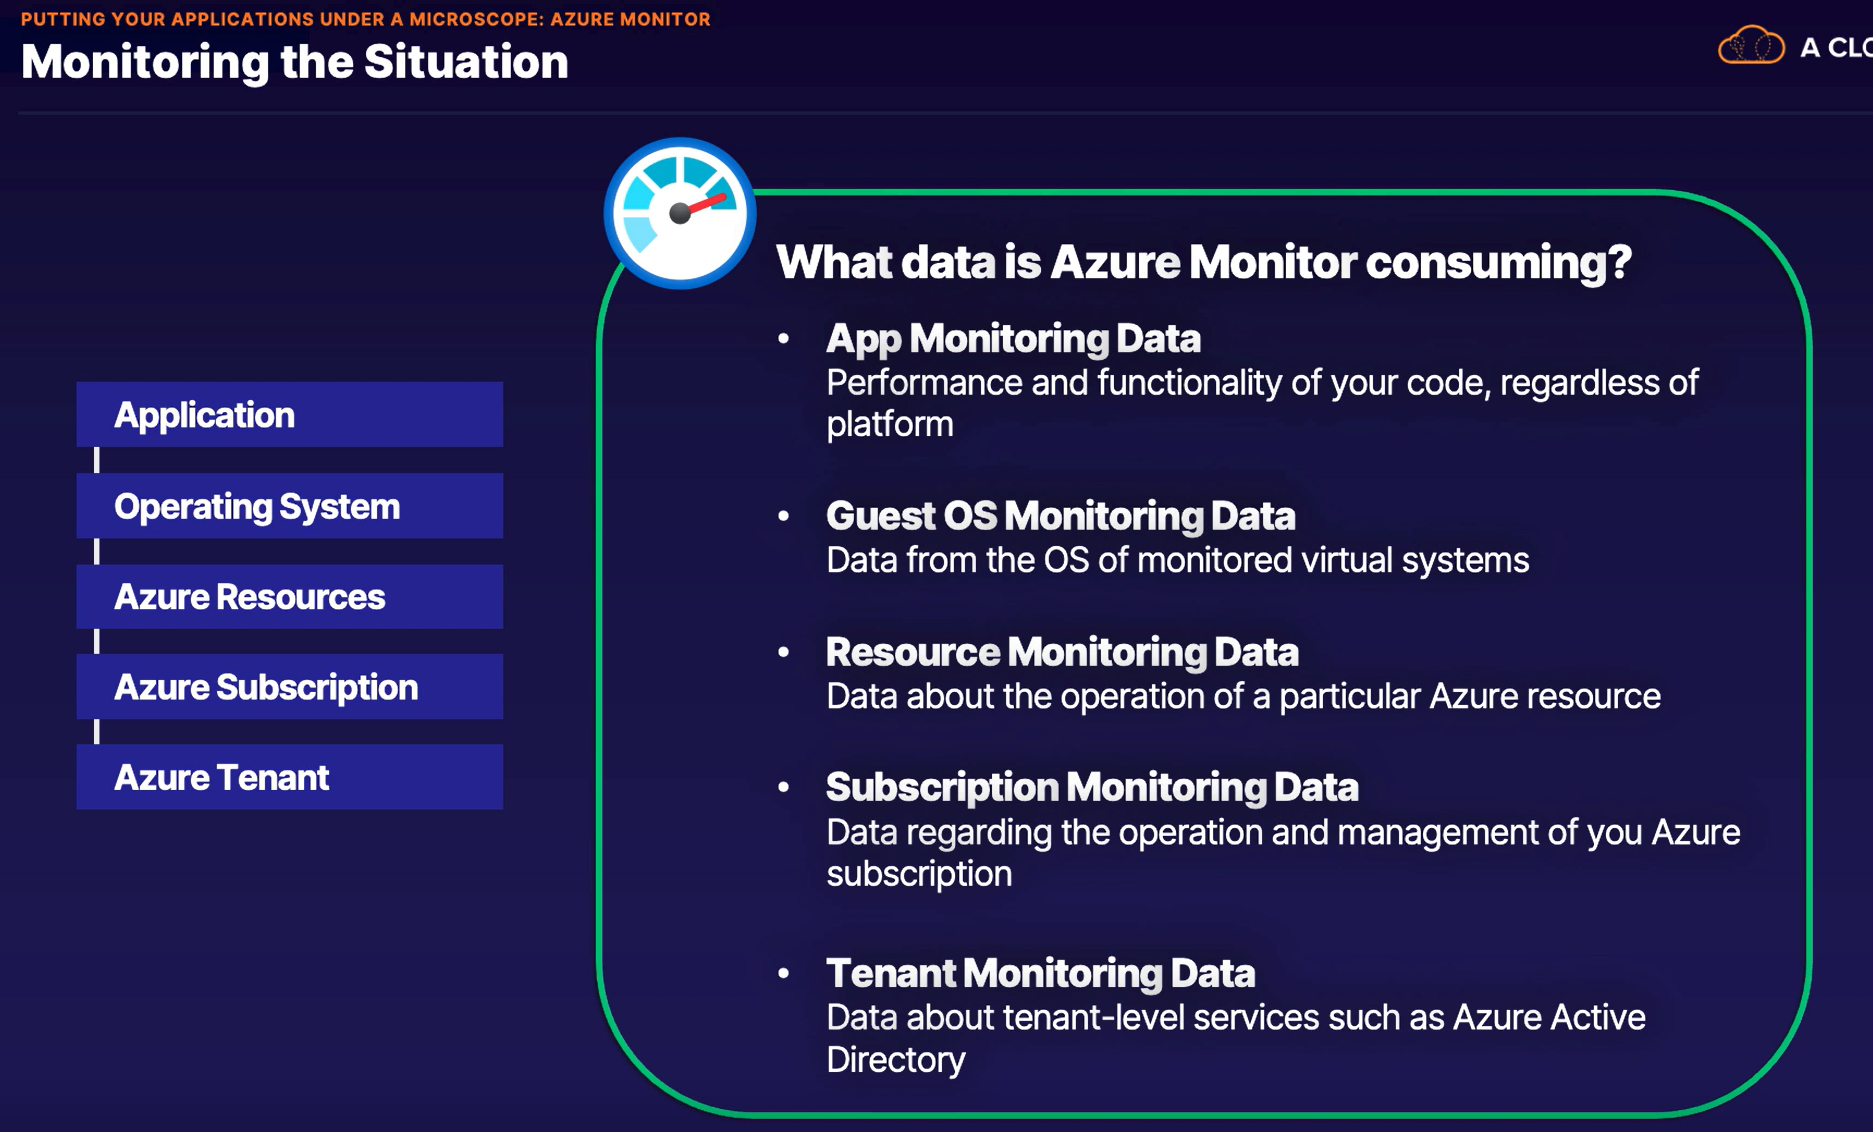 PUTTING YOUR APPLICATIONS UNDER A MICROSCOPE: AZURE MONITOR
Monitoring the Situation
A CLO
Application
Operating System
Azure Resources
Azure Subscription
Azure Tenant
What data is Azure Monitor consuming?
• App Monitoring Data
Performance and functionality of your code, regardless of
platform
• Guest OS Monitoring Data
Data from the OS of monitored virtual systems
• Resource Monitoring Data
Data about the operation of a particular Azure resource
• Subscription Monitoring Data
Data regarding the operation and management of you Azure
subscription
• Tenant Monitoring Data
Data about tenant-level services such as Azure Active
Directory